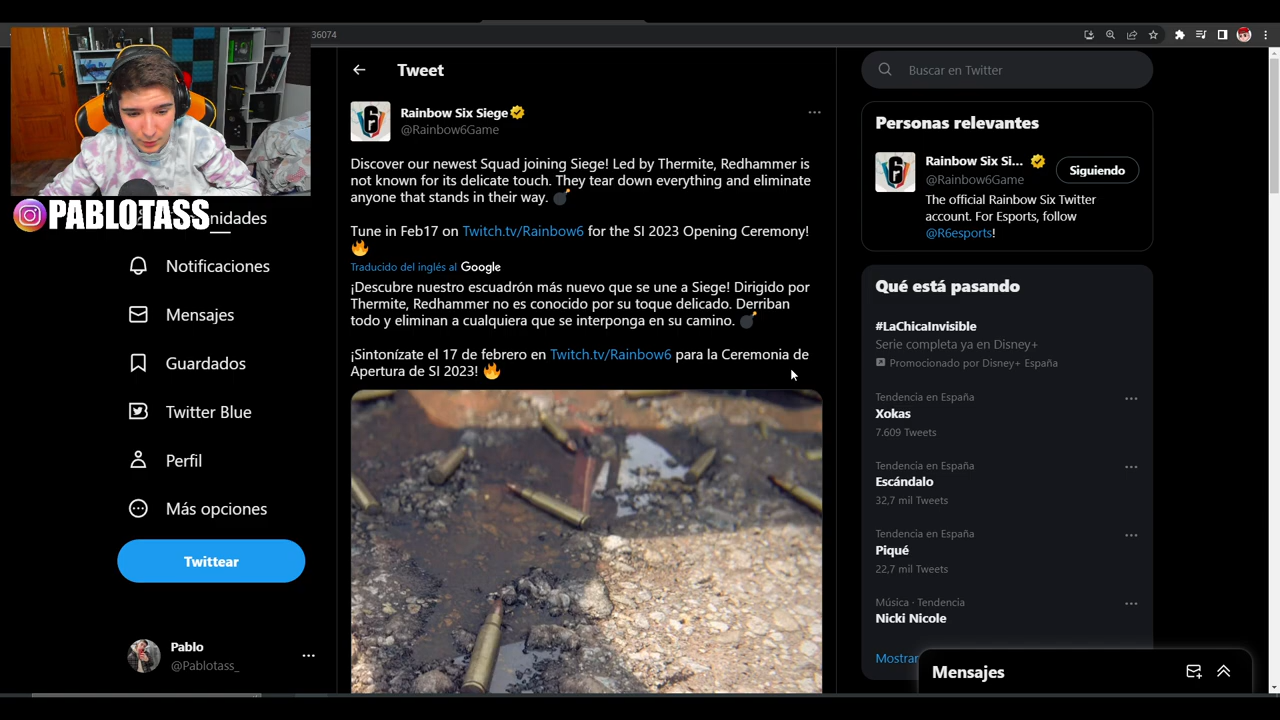 36074
PABLOTASS
nidades
Notificaciones
Mensajes
Guardados
Twitter Blue
Perfil
Más opciones
Twittear
Pablo
@Pablotass_
Tweet
Rainbow Six Siege
@Rainbow6Game
Discover our newest Squad joining Siege! Led by Thermite, Redhammer is
not known for its delicate touch. They tear down everything and eliminate
anyone that stands in their way. 💣
Tune in Feb17 on Twitch.tv/Rainbow6 for the SI 2023 Opening Ceremony!
🔥
Traducido del inglés al Google
¡Descubre nuestro escuadrón más nuevo que se une a Siege! Dirigido por
Thermite, Redhammer no es conocido por su toque delicado. Derriban
todo y eliminan a cualquiera que se interponga en su camino. 💣
¡Sintonízate el 17 de febrero en Twitch.tv/Rainbow6 para la Ceremonia de
Apertura de SI 2023! 🔥
Buscar en Twitter
Personas relevantes
Rainbow Six Si...
@Rainbow6Game
Siguiendo
The official Rainbow Six Twitter
account. For Esports, follow
@R6esports!
Qué está pasando
#LaChicaInvisible
Serie completa ya en Disney+
Promocionado por Disney+ España
Tendencia en España
Xokas
7.609 Tweets
Tendencia en España
Escándalo
32,7 mil Tweets
Tendencia en España
Piqué
22,7 mil Tweets
Música · Tendencia
Nicki Nicole
Mostrar
Mensajes